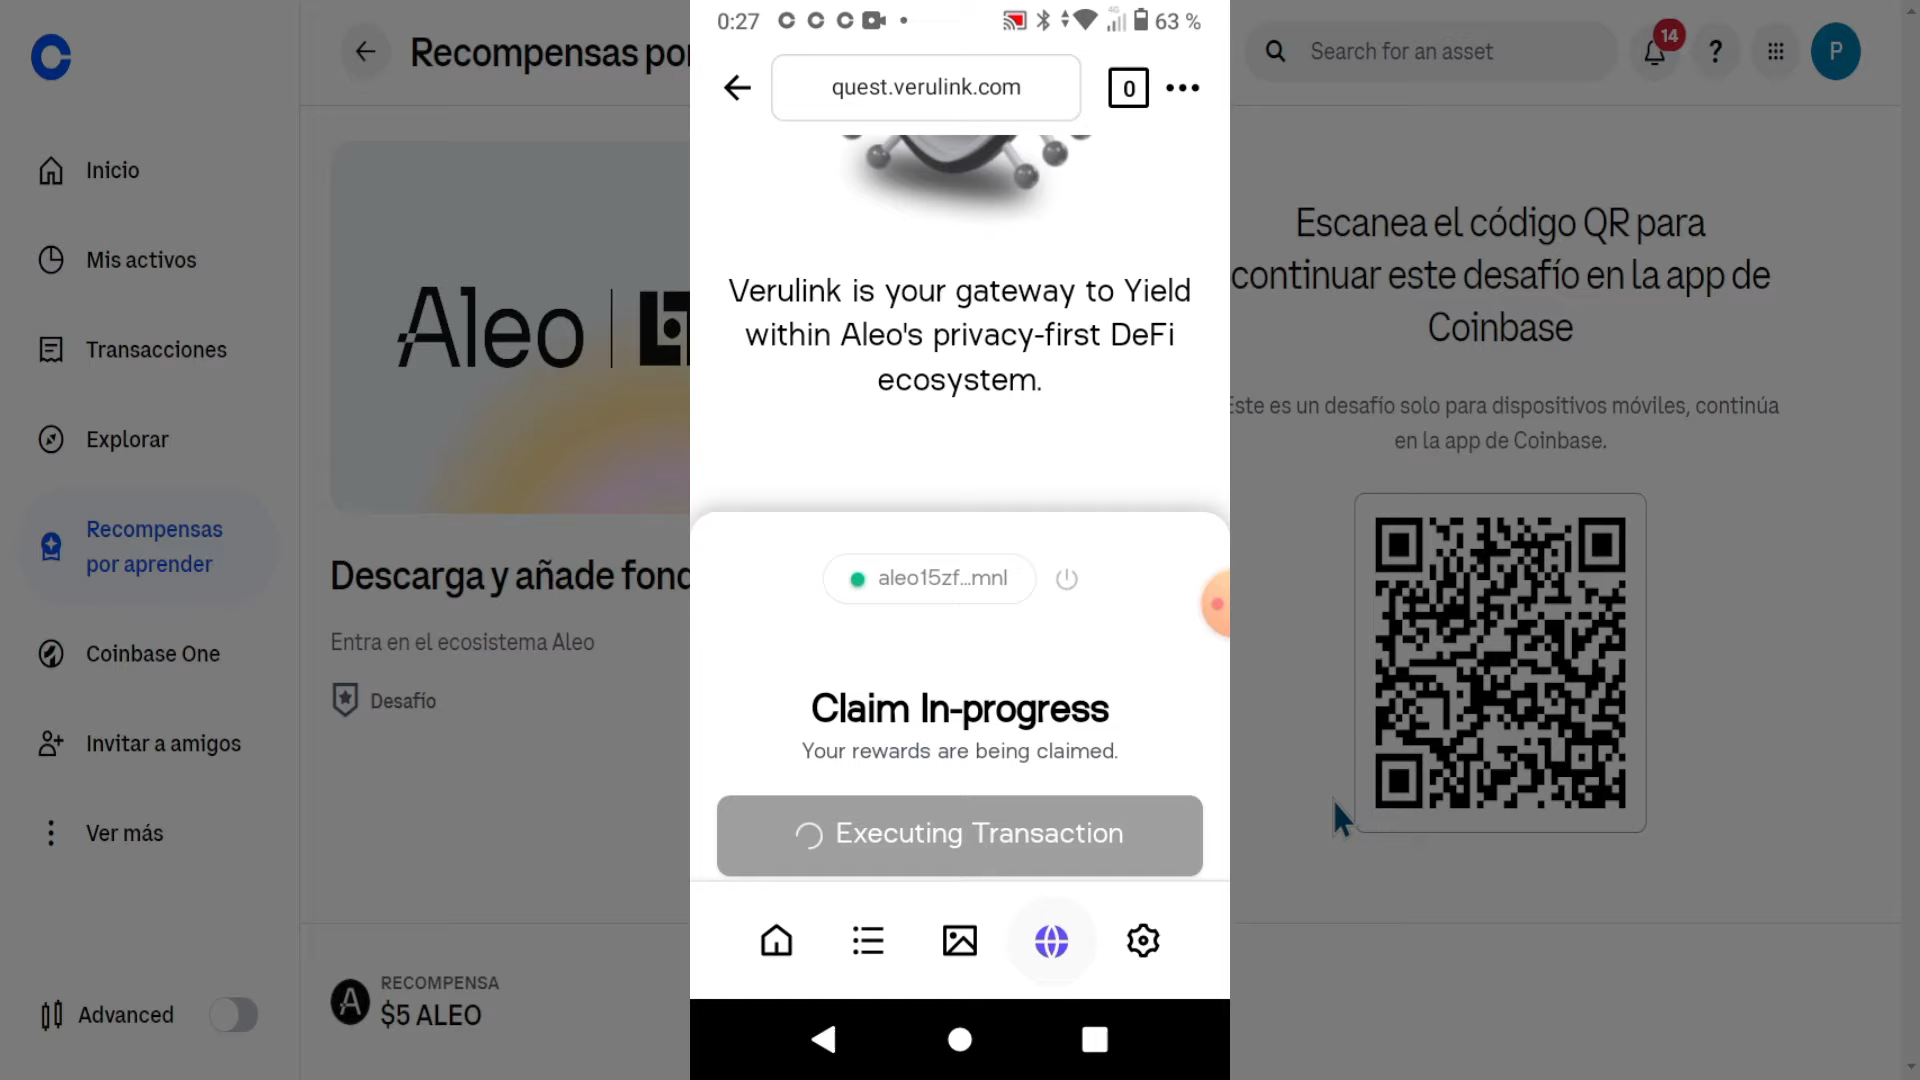 Recompensas por
Search for an asset
14
?
P
Inicio
Mis activos
Transacciones
Explorar
Recompensas
por aprender
Coinbase One
Invitar a amigos
Ver más
Advanced
Aleo
Descarga y añade fond
Entra en el ecosistema Aleo
Desafío
RECOMPENSA
$5 ALEO
0:27
4G
63 %
quest.verulink.com
0
Verulink is your gateway to Yield
within Aleo's privacy-first DeFi
ecosystem.
aleo15zf...mnl
Claim In-progress
Your rewards are being claimed.
Executing Transaction
Escanea el código QR para
continuar este desafío en la app de
Coinbase
Este es un desafío solo para dispositivos móviles, continúa
en la app de Coinbase.